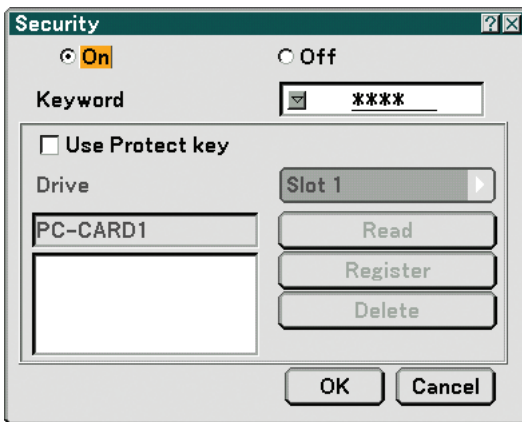 Security
On Off
Keyword ****
Use Protect key
Drive Slot 1
PC-CARD1 Read
Register
Delete
OK Cancel